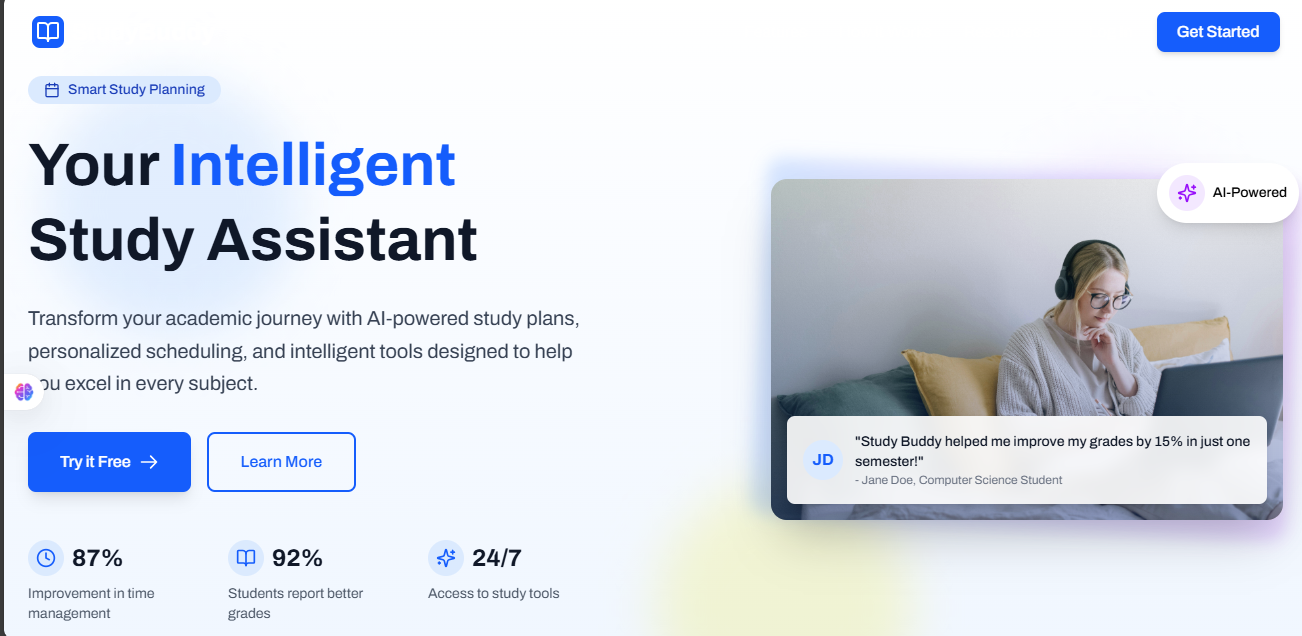 Get Started
Smart Study Planning
Your Intelligent
Study Assistant
Transform your academic journey with AI-powered study plans,
personalized scheduling, and intelligent tools designed to help
ou excel in every subject.
Try it Free
Learn More
87%
Improvement in time
management
92%
Students report better
grades
24/7
Access to study tools
AI-Powered
JD
"Study Buddy helped me improve my grades by 15% in just one
semester!"
- Jane Doe, Computer Science Student